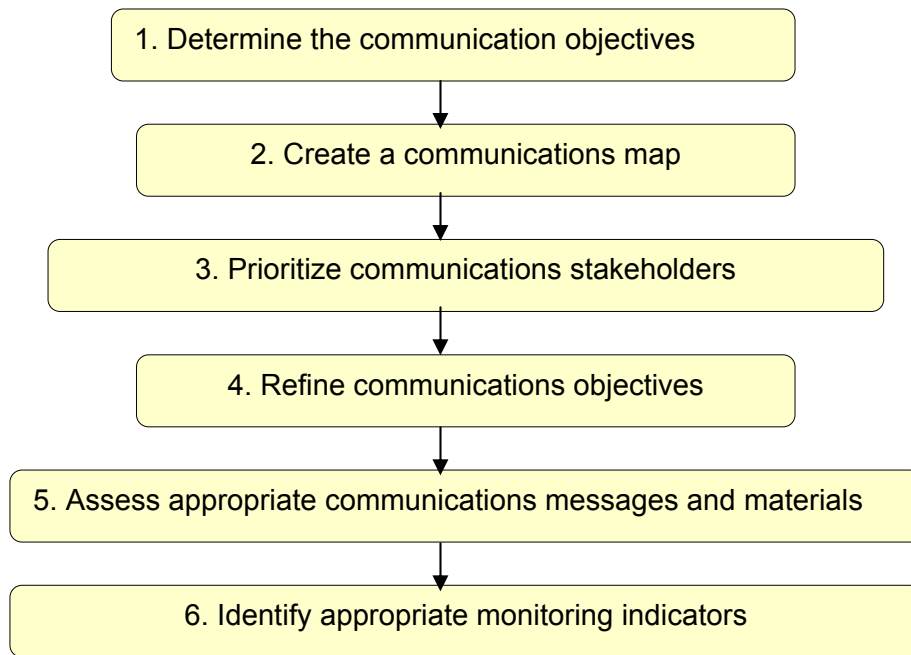 1. Determine the communication objectives
2. Create a communications map
3. Prioritize communications stakeholders
4. Refine communications objectives
5. Assess appropriate communications messages and materials
6. Identify appropriate monitoring indicators